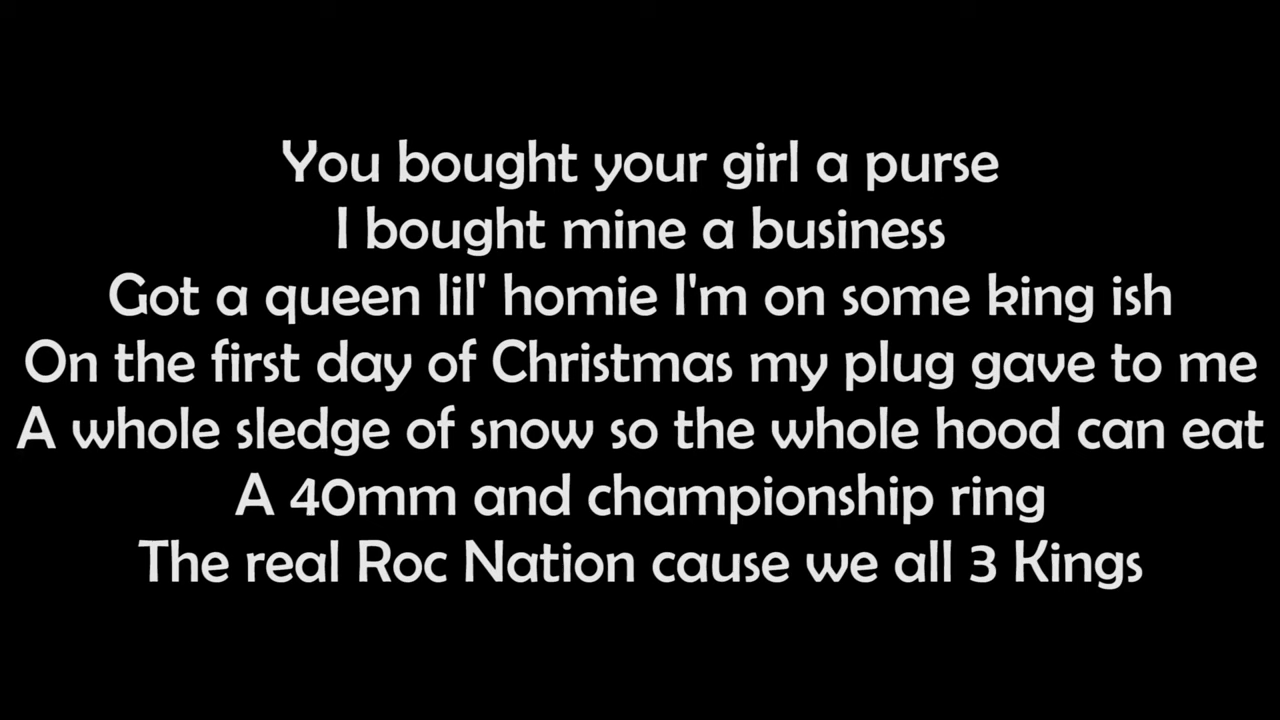 You bought your girl a purse
I bought mine a business
Got a queen lil' homie I'm on some king ish
On the first day of Christmas my plug gave to me
A whole sledge of snow so the whole hood can eat
A 40mm and championship ring
The real Roc Nation cause we all 3 Kings